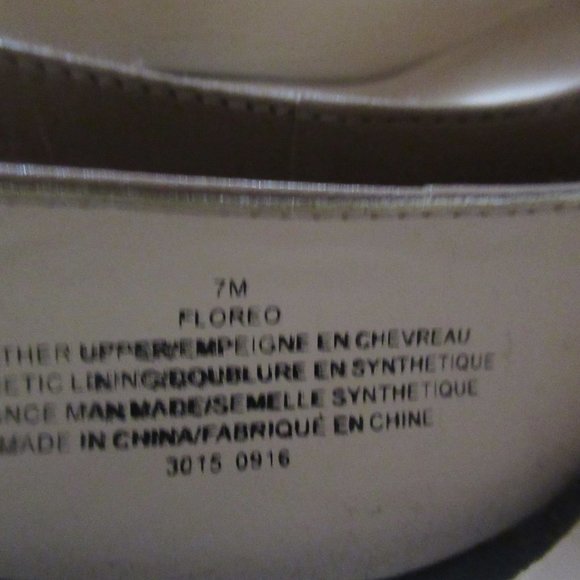 7M
FLOREO
THER UPPER/EMPEIGNE EN CHEVREAU
ETIC LINING/DOUBLURE EN SYNTHETIQUE
ANCE MAN MADE/SEMELLE SYNTHETIQUE
MADE IN CHINA/FABRIQUÉ EN CHINE
3015 0916